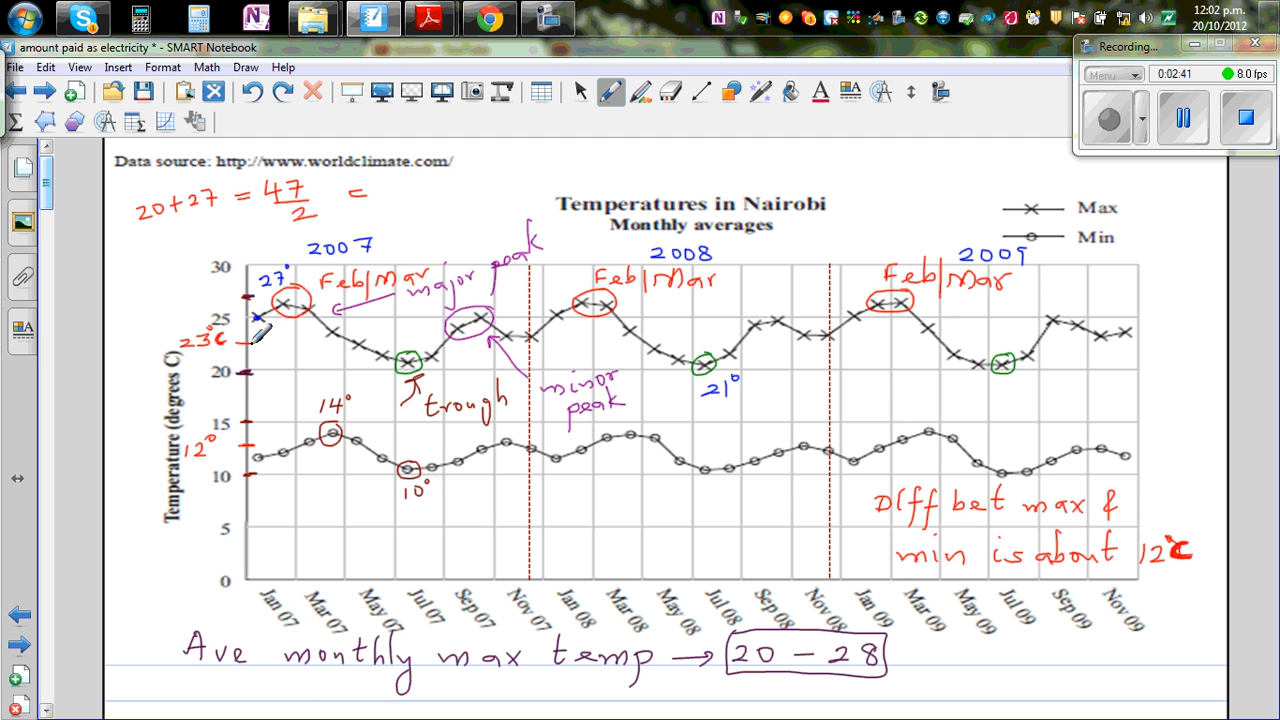 12:02 p.m.
20/10/2012
amount paid as electricity * - SMART Notebook
Recording...
File Edit View Insert Format Math Draw Help
Menu
0:02:41
8.0 fps
Data source: http://www.worldclimate.com/
20+27 = 47/2 =
Temperatures in Nairobi
Monthly averages
Max
Min
2007
2008
2009
major peak
27°
Feb/Mar
Feb/Mar
Feb/Mar
30
25
23°C
20
15
12°
10
5
0
Temperature (degrees C)
trough
minor
peak
21°
14°
10°
Diff bet max &
min is about 12°C
Jan 07
Mar 07
May 07
Jul 07
Sep 07
Nov 07
Jan 08
Mar 08
May 08
Jul 08
Sep 08
Nov 08
Jan 09
Mar 09
May 09
Jul 09
Sep 09
Nov 09
Ave monthly max temp → 20 - 28